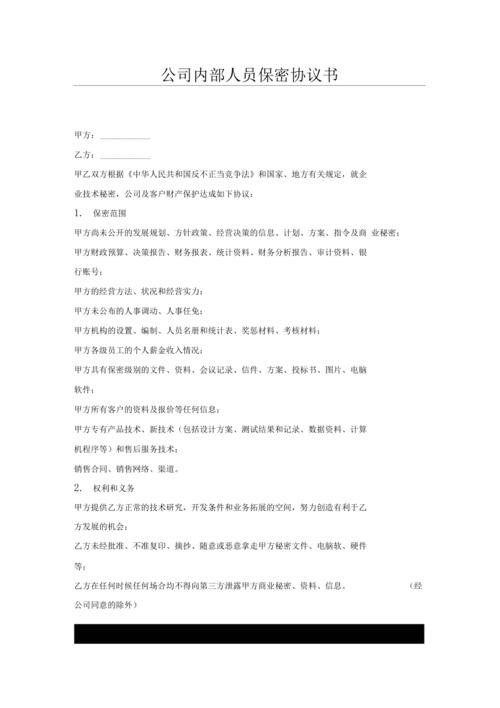 公司内部人员保密协议书
甲方：____________
乙方：____________
甲乙双方根据《中华人民共和国反不正当竞争法》和国家、地方有关规定，就企
业技术秘密，公司及客户财产保护达成如下协议：
1. 保密范围
甲方尚未公开的发展规划、方针政策、经营决策的信息、计划、方案、指令及商 业秘密；
甲方财政预算、决策报告、财务报表、统计资料、财务分析报告、审计资料、银
行账号；
甲方的经营方法、状况和经营实力；
甲方未公布的人事调动、人事任免；
甲方机构的设置、编制、人员名册和统计表、奖惩材料、考核材料；
甲方各级员工的个人薪金收入情况；
甲方具有保密级别的文件、资料、会议记录、信件、方案、投标书、图片、电脑
软件；
甲方所有客户的资料及报价等任何信息；
甲方专有产品技术、新技术（包括设计方案、测试结果和记录、数据资料、计算
机程序等）和售后服务技术；
销售合同、销售网络、渠道。
2. 权利和义务
甲方提供乙方正常的技术研究，开发条件和业务拓展的空间，努力创造有利于乙
方发展的机会；
乙方未经批准、不准复印、摘抄、随意或恶意拿走甲方秘密文件、电脑软、硬件
等；
乙方在任何时候任何场合均不得向第三方泄露甲方商业秘密、资料、信息。 （经
公司同意的除外）